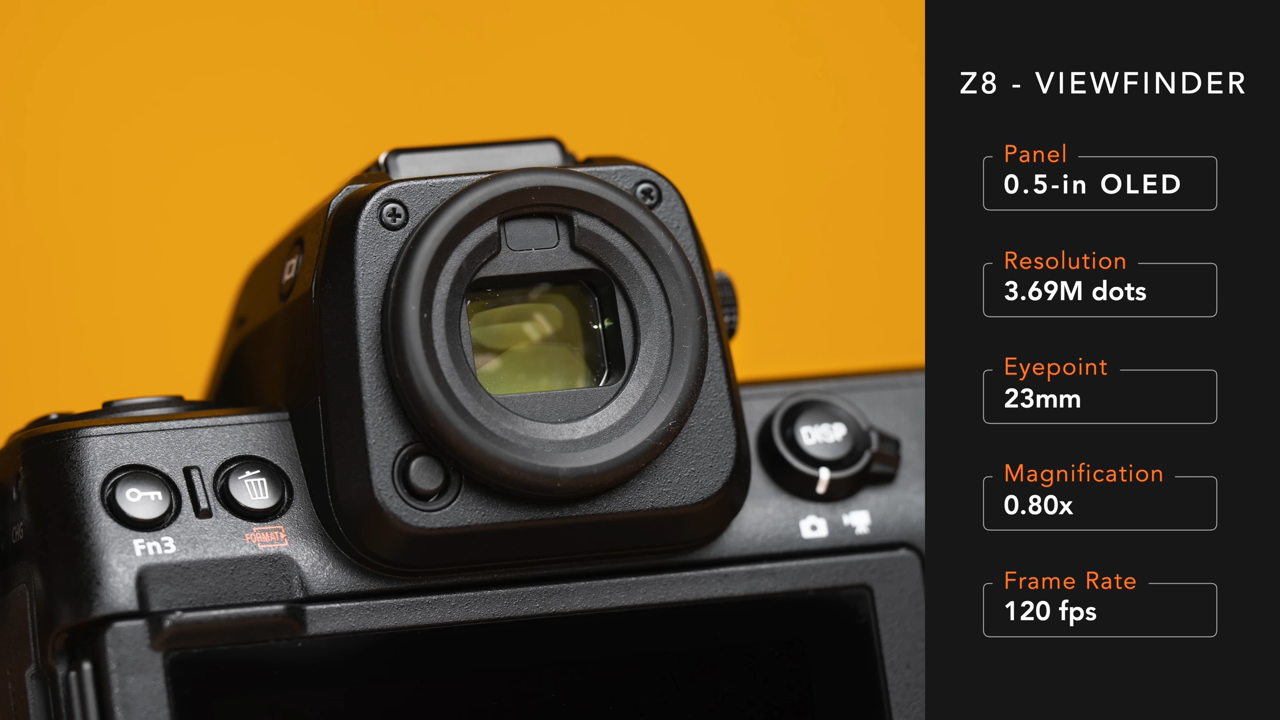 Z8 - VIEWFINDER
Panel
0.5-in OLED
Resolution
3.69M dots
Eyepoint
23mm
Magnification
0.80x
Frame Rate
120 fps
DISP
Fn3
FORMAT